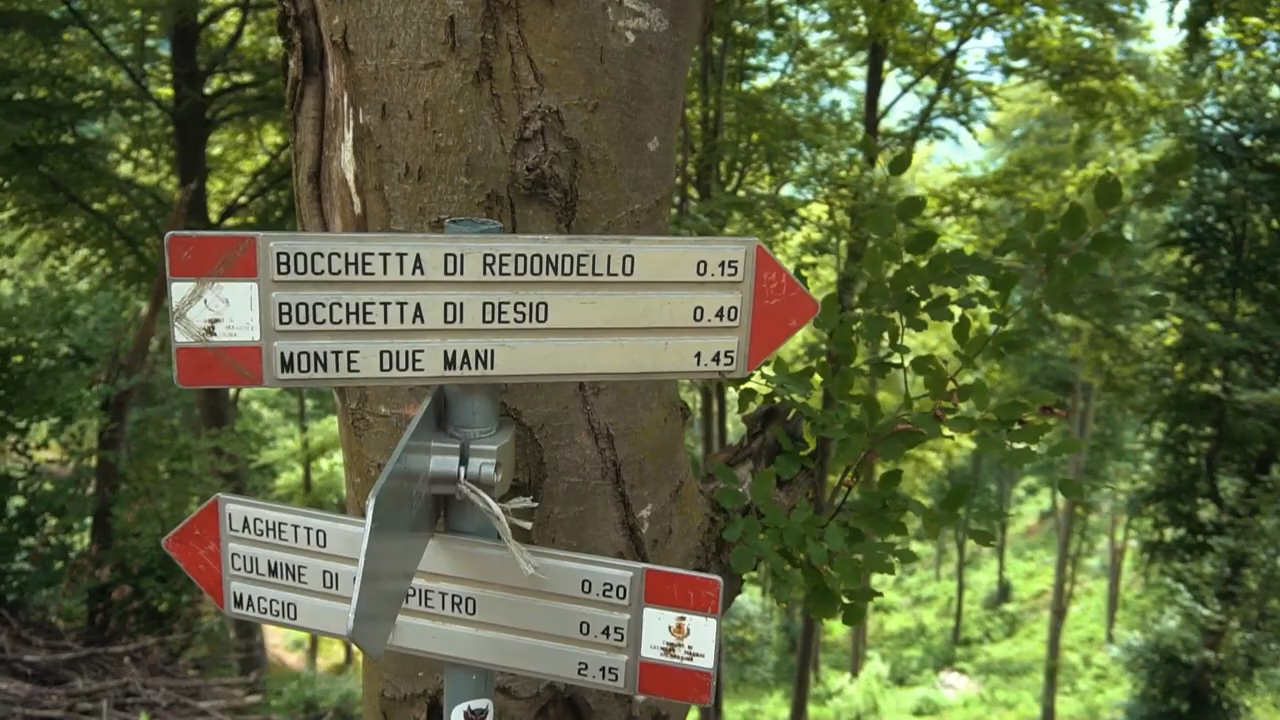 BOCCHETTA DI REDONDELLO 0.15
BOCCHETTA DI DESIO 0.40
MONTE DUE MANI 1.45
LAGHETTO 0.20
CULMINE DI PIETRO 0.45
MAGGIO 2.15